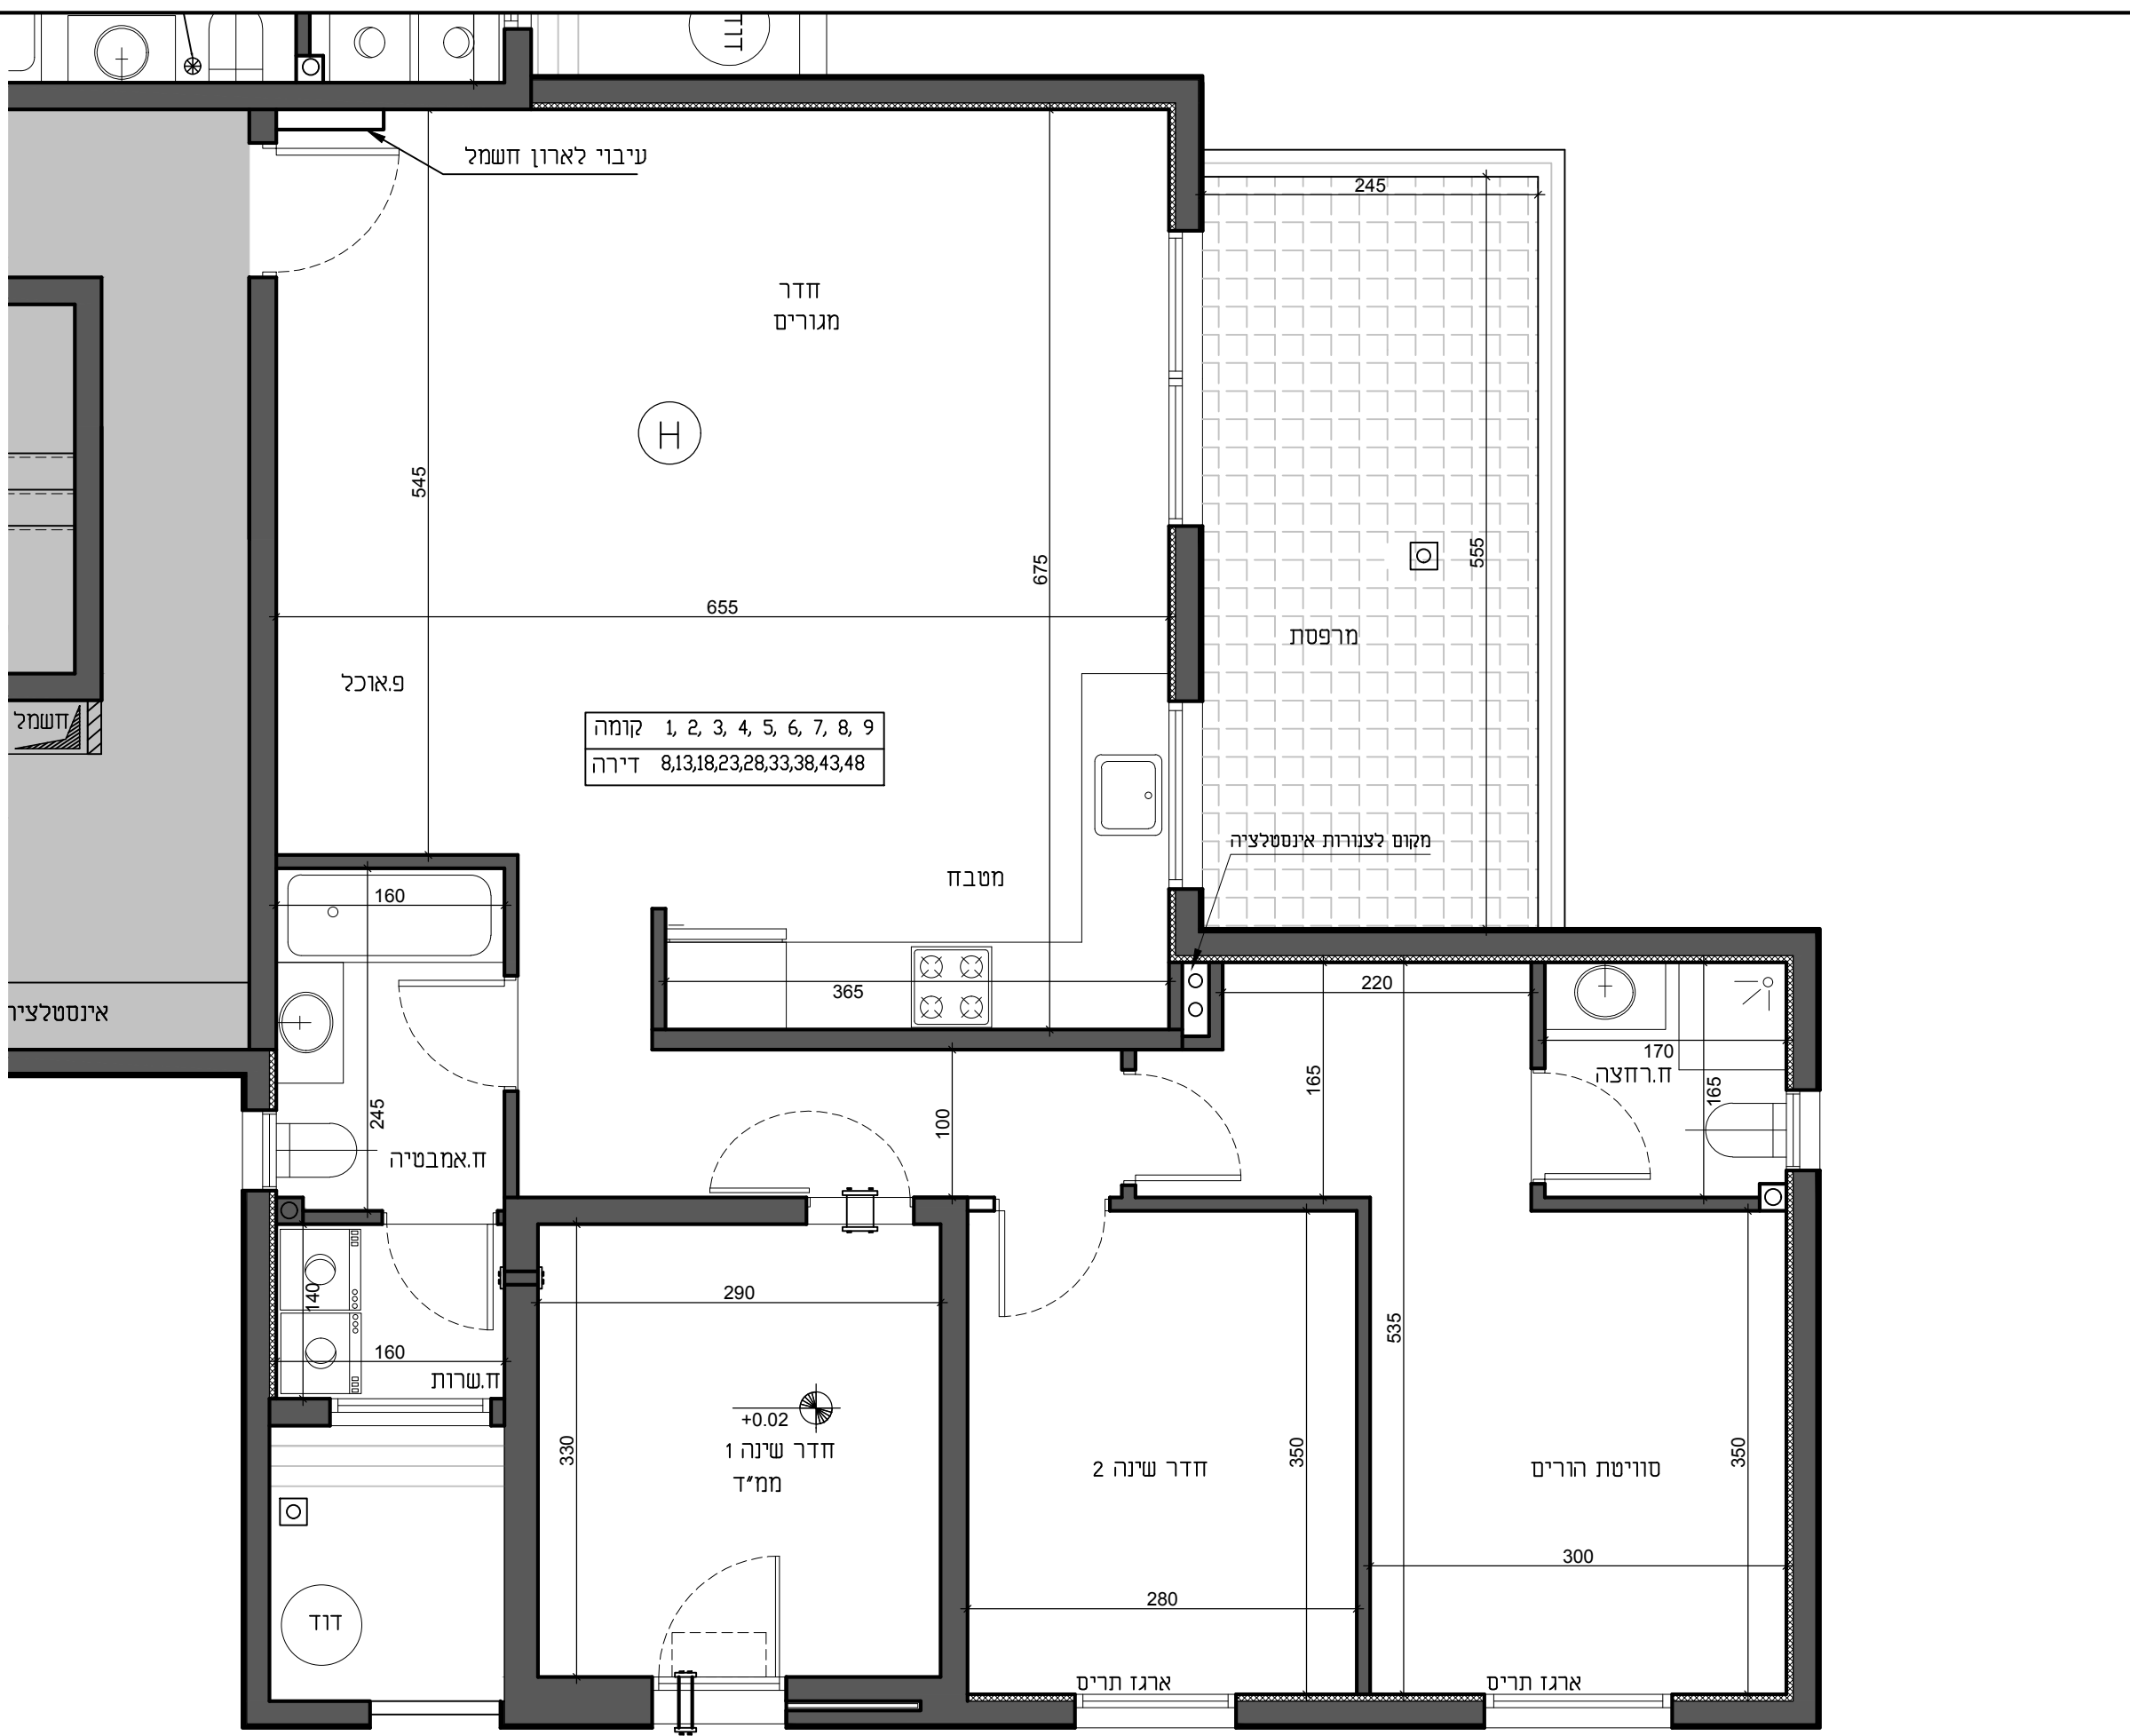 דוד
עיבוי לארון חשמל
245
חדר
מגורים
H
545
675
555
655
מרפסת
פ.אוכל
חשמל
קומה 1, 2, 3, 4, 5, 6, 7, 8, 9
דירה 8,13,18,23,28,33,38,43,48
מקום לצנורות אינסטלציה
מטבח
160
365
220
אינסטלציה
170
ח.רחצה
165
165
245
100
ח.אמבטיה
140
290
160
ח.שרות
535
+0.02
330
חדר שינה 1
ממ״ד
350
חדר שינה 2
350
סוויטת הורים
300
280
דוד
ארגז תריס
ארגז תריס